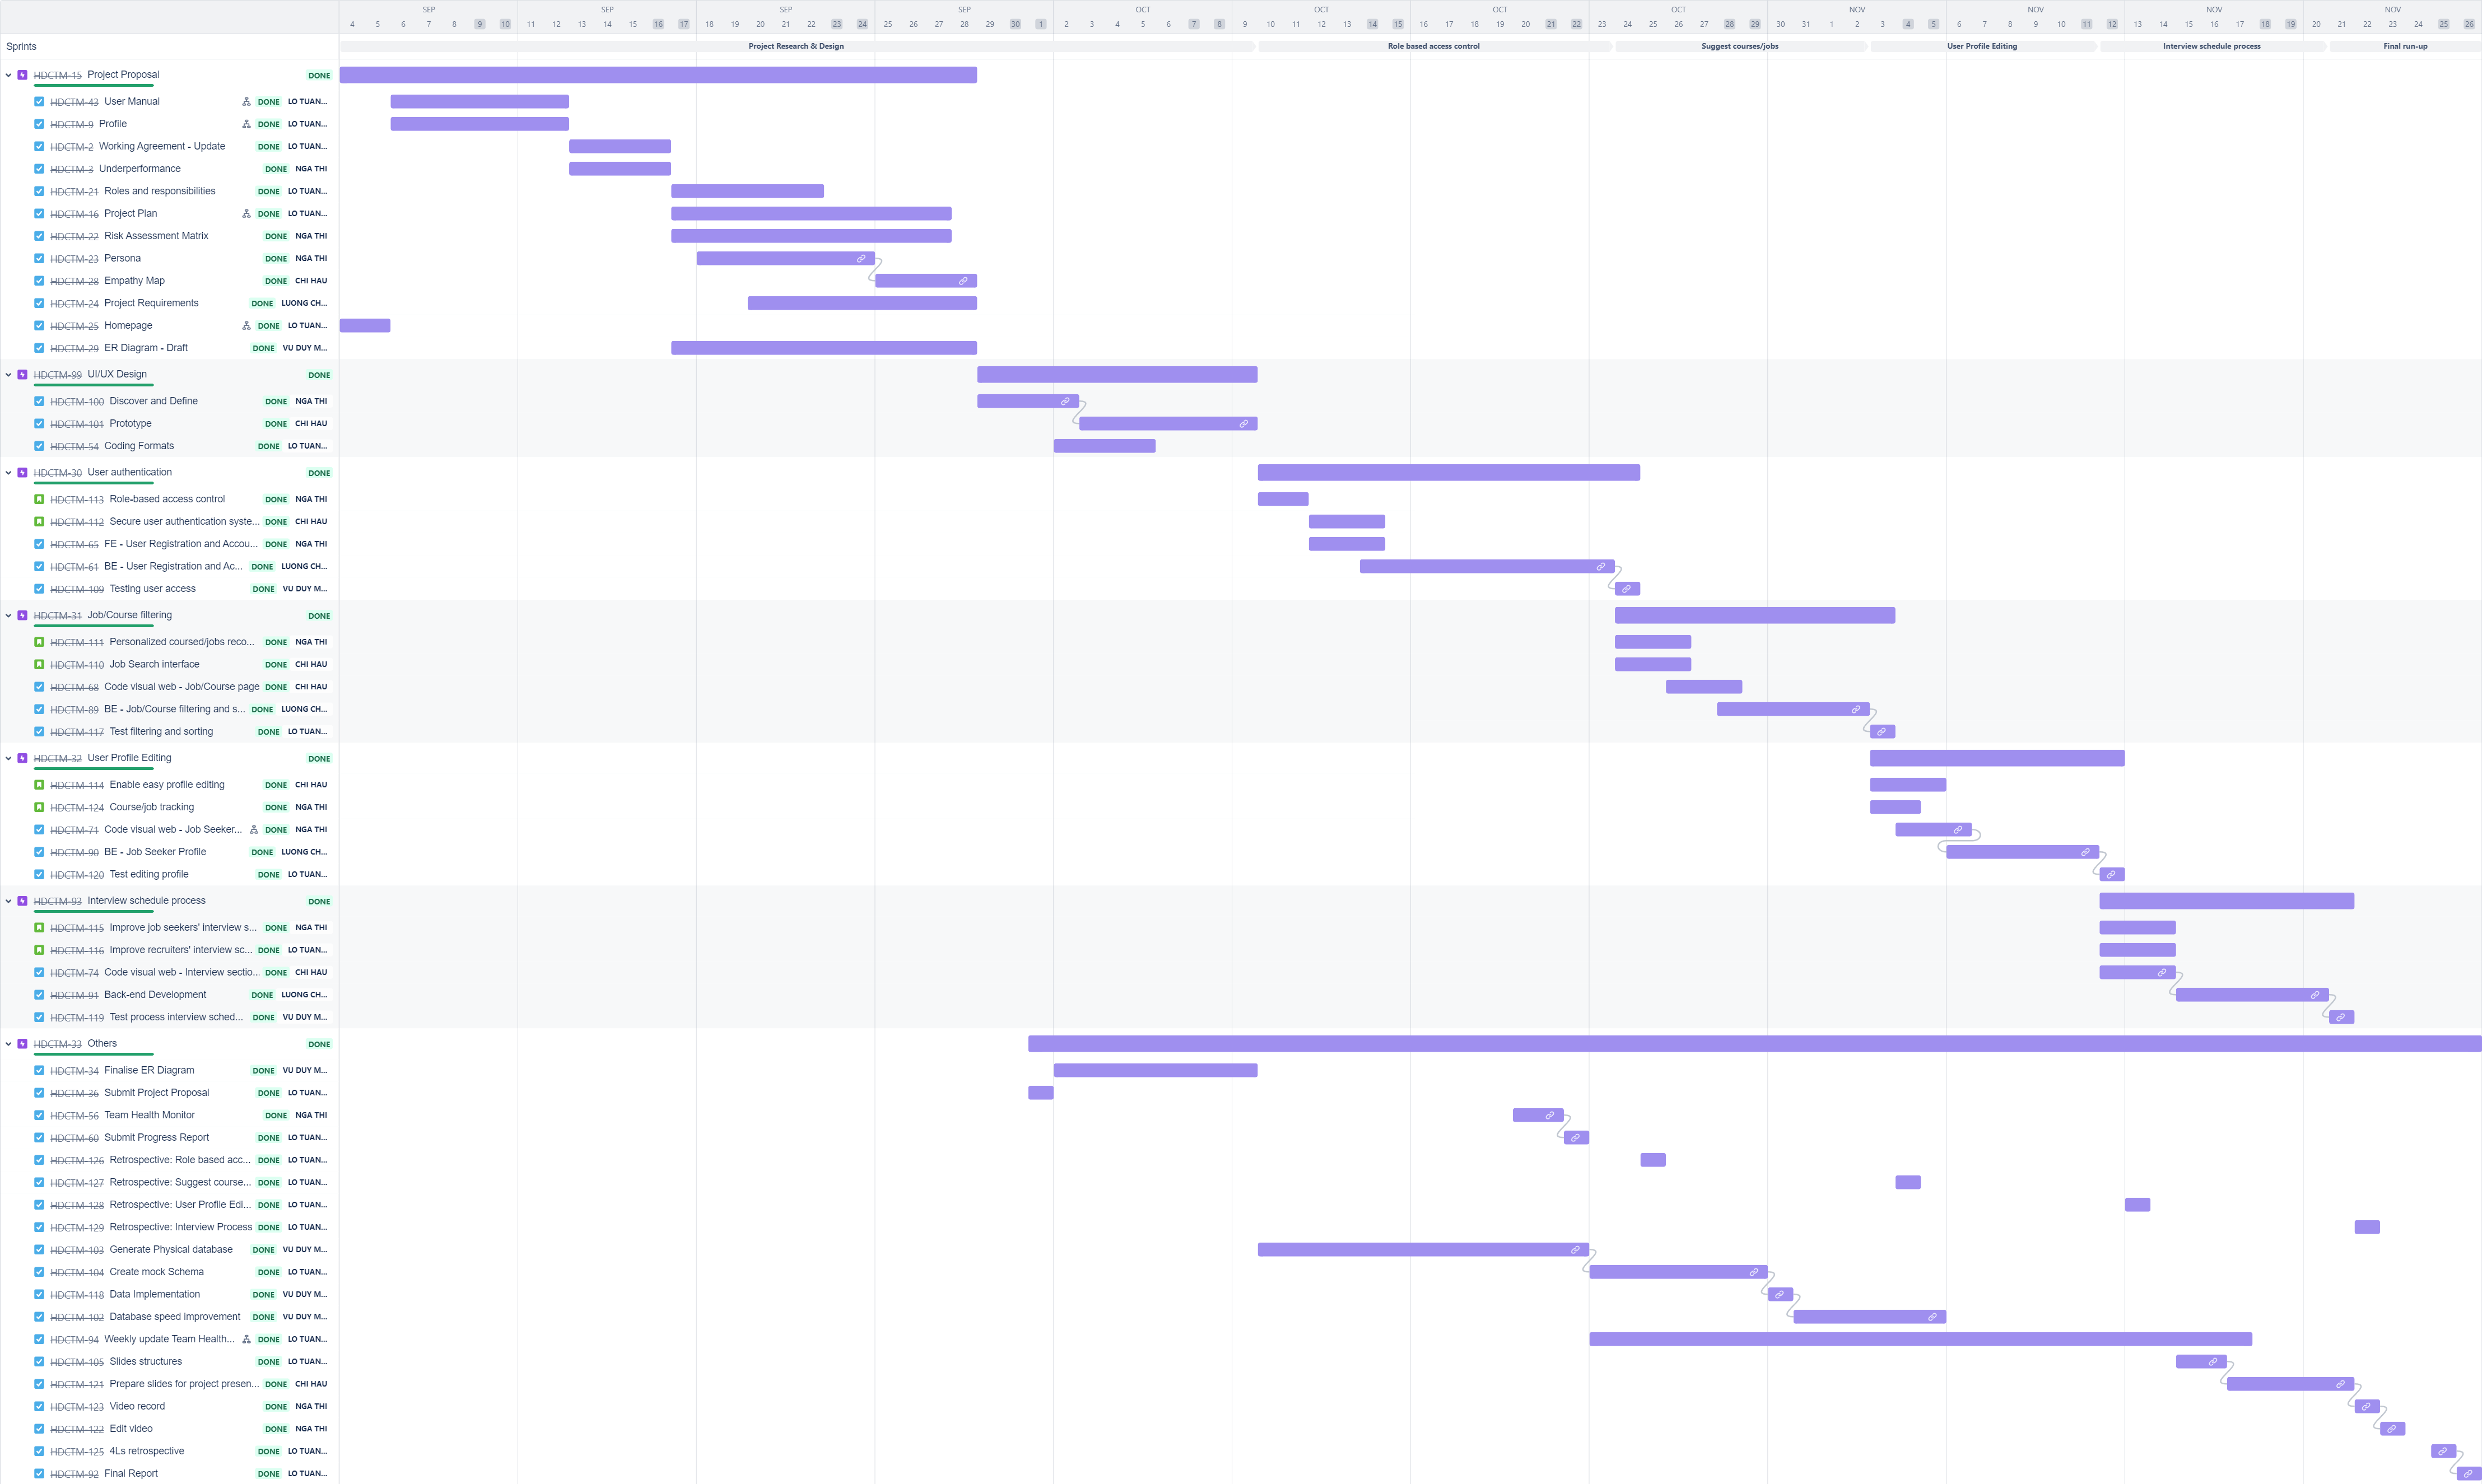 SEP SEP SEP SEP OCT OCT OCT OCT NOV NOV NOV NOV
4 5 6 7 8 9 10 11 12 13 14 15 16 17 18 19 20 21 22 23 24 25 26 27 28 29 30 1 2 3 4 5 6 7 8 9 10 11 12 13 14 15 16 17 18 19 20 21 22 23 24 25 26 27 28 29 30 31 1 2 3 4 5 6 7 8 9 10 11 12 13 14 15 16 17 18 19 20 21 22 23 24 25 26
Sprints Project Research & Design Role based access control Suggest courses/jobs User Profile Editing Interview schedule process Final run-up
HDCTM-15 Project Proposal DONE
HDCTM-43 User Manual DONE LO TUAN...
HDCTM-9 Profile DONE LO TUAN...
HDCTM-2 Working Agreement - Update DONE LO TUAN...
HDCTM-3 Underperformance DONE NGA THI
HDCTM-21 Roles and responsibilities DONE LO TUAN...
HDCTM-16 Project Plan DONE LO TUAN...
HDCTM-22 Risk Assessment Matrix DONE NGA THI
HDCTM-23 Persona DONE NGA THI
HDCTM-28 Empathy Map DONE CHI HAU
HDCTM-24 Project Requirements DONE LUONG CH...
HDCTM-25 Homepage DONE LO TUAN...
HDCTM-29 ER Diagram - Draft DONE VU DUY M...
HDCTM-99 UI/UX Design DONE
HDCTM-100 Discover and Define DONE NGA THI
HDCTM-101 Prototype DONE CHI HAU
HDCTM-54 Coding Formats DONE LO TUAN...
HDCTM-30 User authentication DONE
HDCTM-113 Role-based access control DONE NGA THI
HDCTM-112 Secure user authentication syste... DONE CHI HAU
HDCTM-65 FE - User Registration and Accou... DONE NGA THI
HDCTM-61 BE - User Registration and Ac... DONE LUONG CH...
HDCTM-109 Testing user access DONE VU DUY M...
HDCTM-31 Job/Course filtering DONE
HDCTM-111 Personalized coursed/jobs reco... DONE NGA THI
HDCTM-110 Job Search interface DONE CHI HAU
HDCTM-68 Code visual web - Job/Course page DONE CHI HAU
HDCTM-89 BE - Job/Course filtering and s... DONE LUONG CH...
HDCTM-117 Test filtering and sorting DONE LO TUAN...
HDCTM-32 User Profile Editing DONE
HDCTM-114 Enable easy profile editing DONE CHI HAU
HDCTM-124 Course/job tracking DONE NGA THI
HDCTM-71 Code visual web - Job Seeker... DONE NGA THI
HDCTM-90 BE - Job Seeker Profile DONE LUONG CH...
HDCTM-120 Test editing profile DONE LO TUAN...
HDCTM-93 Interview schedule process DONE
HDCTM-115 Improve job seekers' interview s... DONE NGA THI
HDCTM-116 Improve recruiters' interview sc... DONE LO TUAN...
HDCTM-74 Code visual web - Interview sectio... DONE CHI HAU
HDCTM-91 Back-end Development DONE LUONG CH...
HDCTM-119 Test process interview sched... DONE VU DUY M...
HDCTM-33 Others DONE
HDCTM-34 Finalise ER Diagram DONE VU DUY M...
HDCTM-36 Submit Project Proposal DONE LO TUAN...
HDCTM-56 Team Health Monitor DONE NGA THI
HDCTM-60 Submit Progress Report DONE LO TUAN...
HDCTM-126 Retrospective: Role based acc... DONE LO TUAN...
HDCTM-127 Retrospective: Suggest course... DONE LO TUAN...
HDCTM-128 Retrospective: User Profile Edi... DONE LO TUAN...
HDCTM-129 Retrospective: Interview Process DONE LO TUAN...
HDCTM-103 Generate Physical database DONE VU DUY M...
HDCTM-104 Create mock Schema DONE LO TUAN...
HDCTM-118 Data Implementation DONE VU DUY M...
HDCTM-102 Database speed improvement DONE VU DUY M...
HDCTM-94 Weekly update Team Health... DONE LO TUAN...
HDCTM-105 Slides structures DONE LO TUAN...
HDCTM-121 Prepare slides for project presen... DONE CHI HAU
HDCTM-123 Video record DONE NGA THI
HDCTM-122 Edit video DONE NGA THI
HDCTM-125 4Ls retrospective DONE LO TUAN...
HDCTM-92 Final Report DONE LO TUAN...